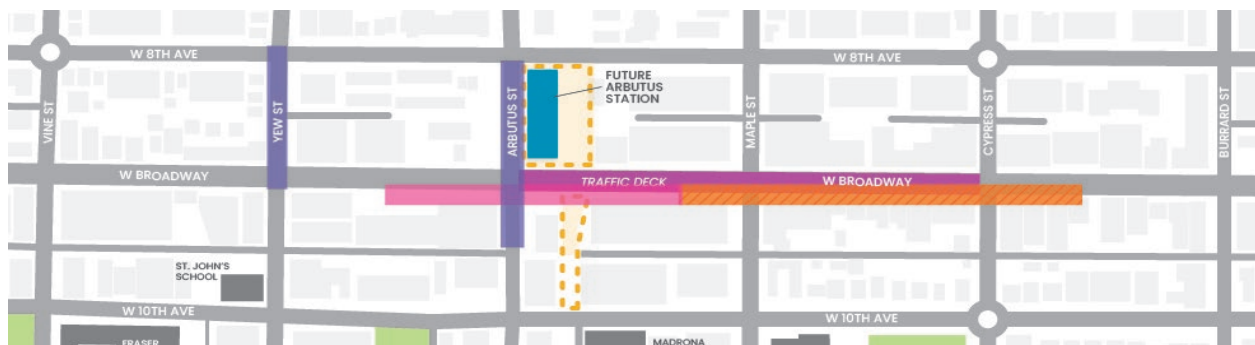 W 8TH AVE
W 8TH AVE
FUTURE
ARBUTUS
STATION
VINE ST
YEW ST
ARBUTUS ST
MAPLE ST
CYPRESS ST
BURRARD ST
W BROADWAY
TRAFFIC DECK
W BROADWAY
ST. JOHN'S
SCHOOL
W 10TH AVE
W 10TH AVE
FRASER
MADRONA